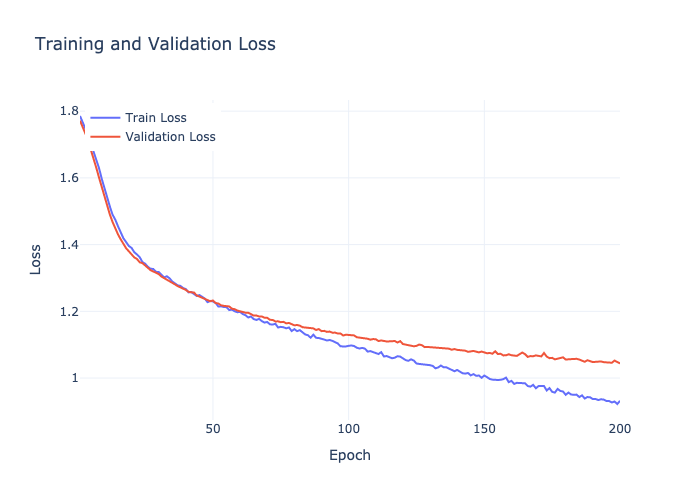 Training and Validation Loss
Train Loss
Validation Loss
1.8
1.6
1.4
1.2
1
Loss
50
100
150
200
Epoch